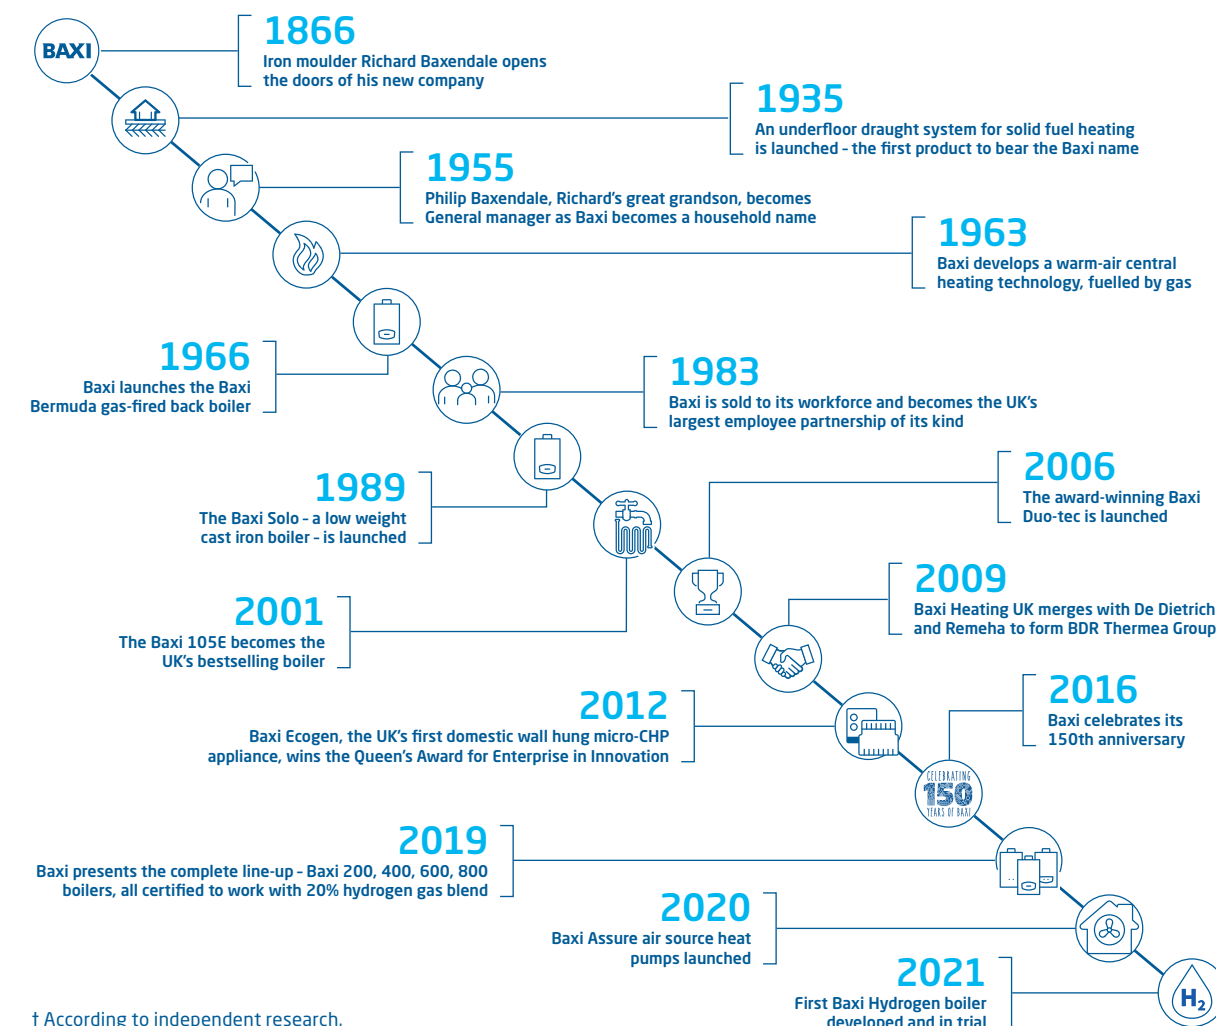 BAXI
1866
Iron moulder Richard Baxendale opens
the doors of his new company
1935
An underfloor draught system for solid fuel heating
is launched – the first product to bear the Baxi name
1955
Philip Baxendale, Richard's great grandson, becomes
General manager as Baxi becomes a household name
1963
Baxi develops a warm-air central
heating technology, fuelled by gas
1966
Baxi launches the Baxi
Bermuda gas-fired back boiler
1983
Baxi is sold to its workforce and becomes the UK's
largest employee partnership of its kind
1989
The Baxi Solo – a low weight
cast iron boiler – is launched
2006
The award-winning Baxi
Duo-tec is launched
2001
The Baxi 105E becomes the
UK's bestselling boiler
2009
Baxi Heating UK merges with De Dietrich
and Remeha to form BDR Thermea Group
2012
Baxi Ecogen, the UK's first domestic wall hung micro-CHP
appliance, wins the Queen's Award for Enterprise in Innovation
2016
Baxi celebrates its
150th anniversary
CELEBRATING
150
YEARS OF BAXI
2019
Baxi presents the complete line-up – Baxi 200, 400, 600, 800
boilers, all certified to work with 20% hydrogen gas blend
2020
Baxi Assure air source heat
pumps launched
2021
First Baxi Hydrogen boiler
developed and in trial
H₂
† According to independent research.